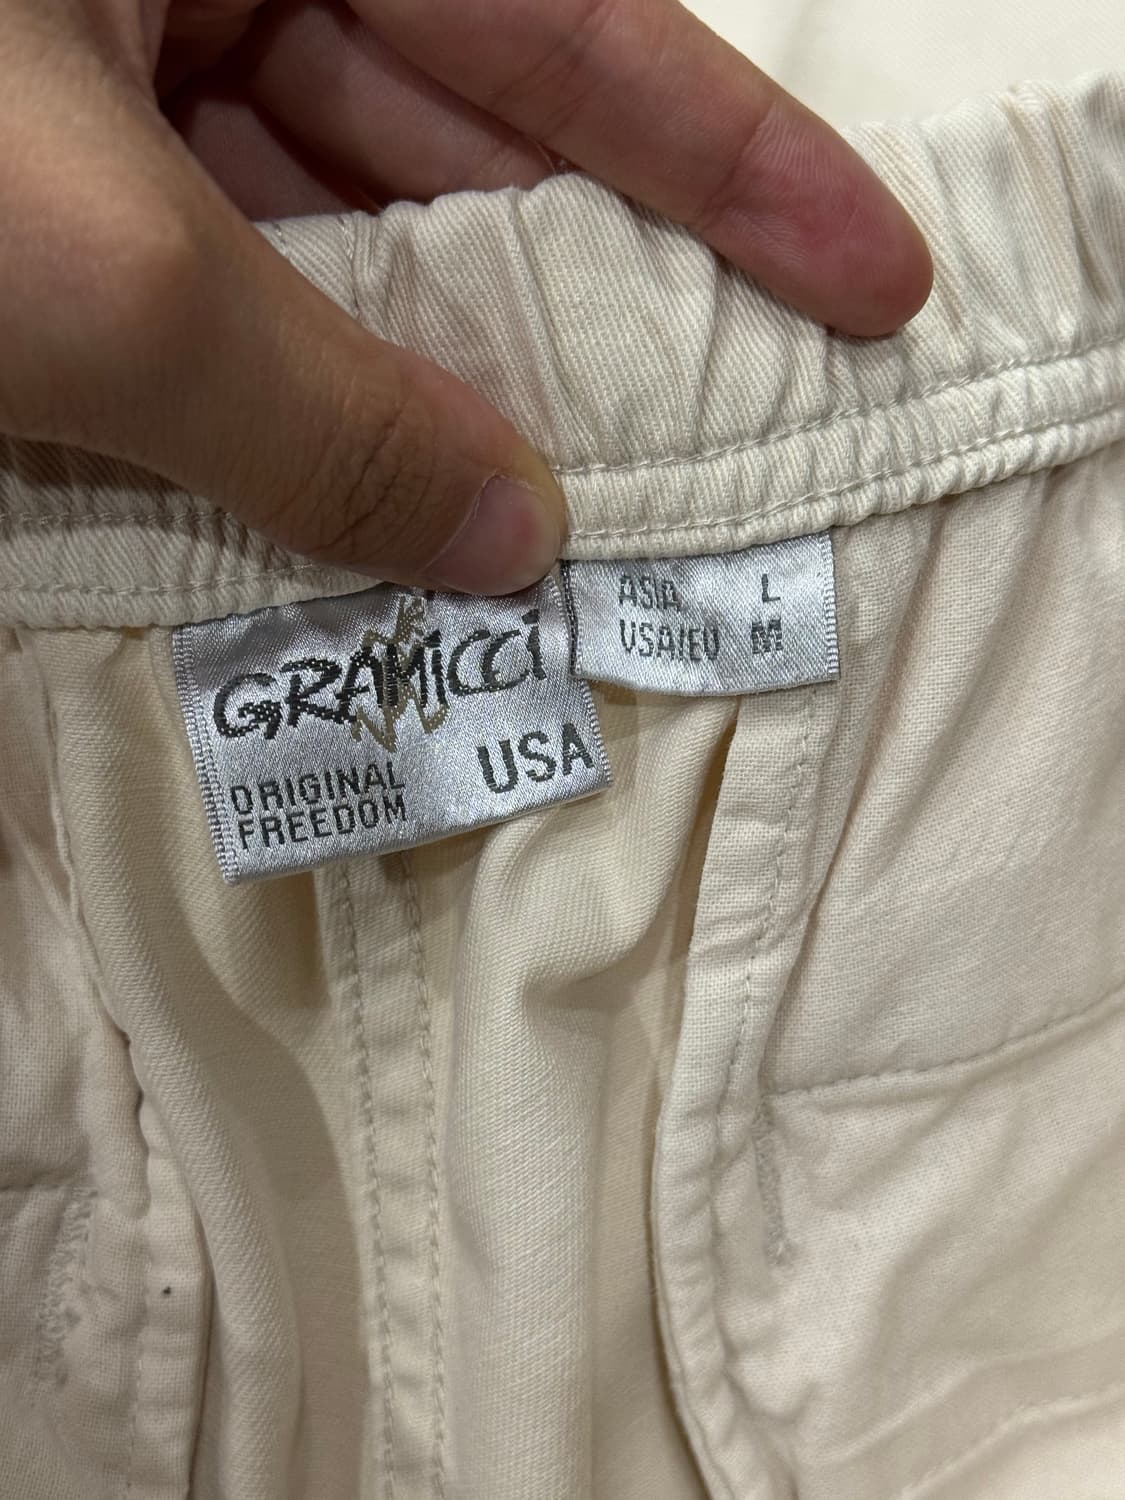 GRAMICCI
ORIGINAL
FREEDOM
USA
ASIA L
USA/EU M